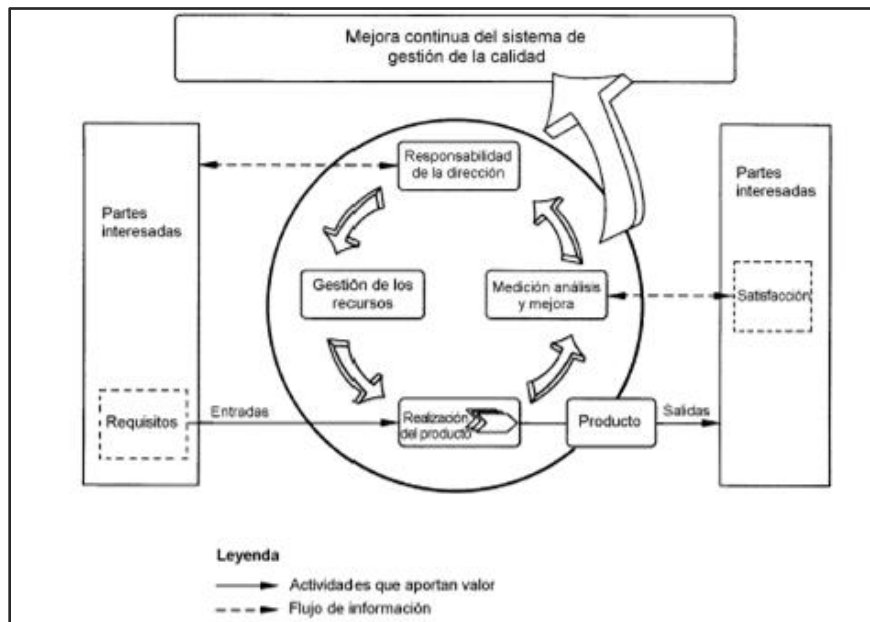 Mejora continua del sistema de
gestión de la calidad
Responsabilidad
de la dirección
Partes
interesadas
Partes
interesadas
Gestión de los
recursos
Medición análisis
y mejora
Satisfacción
Requisitos
Entradas
Realización
del producto
Producto
Salidas
Leyenda
Actividades que aportan valor
Flujo de información